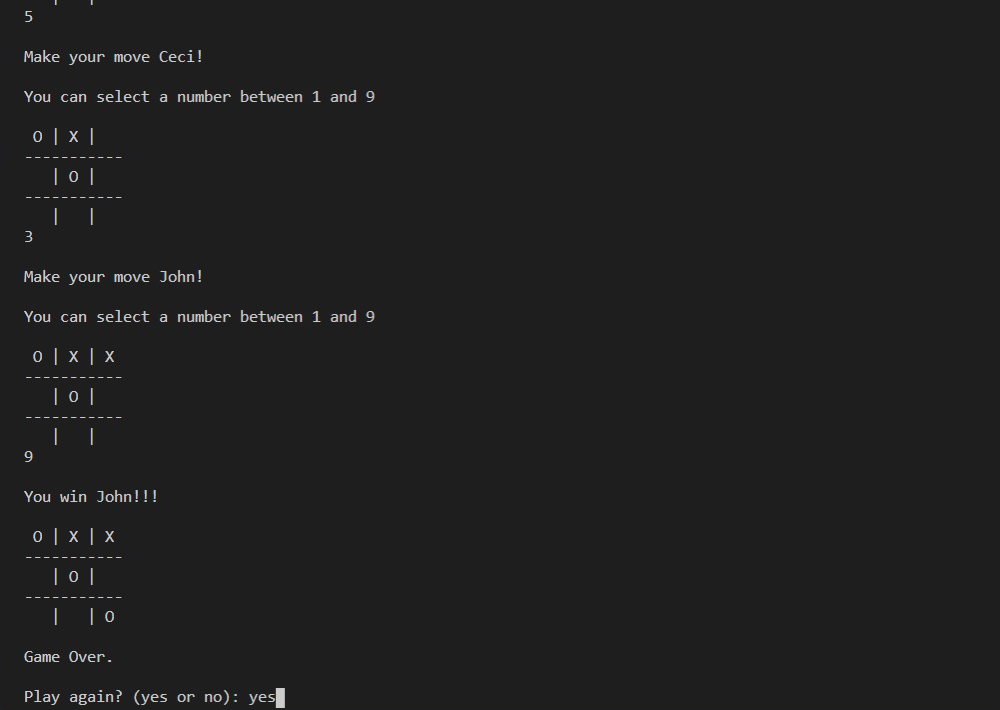 5
Make your move Ceci!
You can select a number between 1 and 9
 O | X |
-----------
   | O |
-----------
   |   |
3
Make your move John!
You can select a number between 1 and 9
 O | X | X
-----------
   | O |
-----------
   |   |
9
You win John!!!
 O | X | X
-----------
   | O |
-----------
   |   | O
Game Over.
Play again? (yes or no): yes